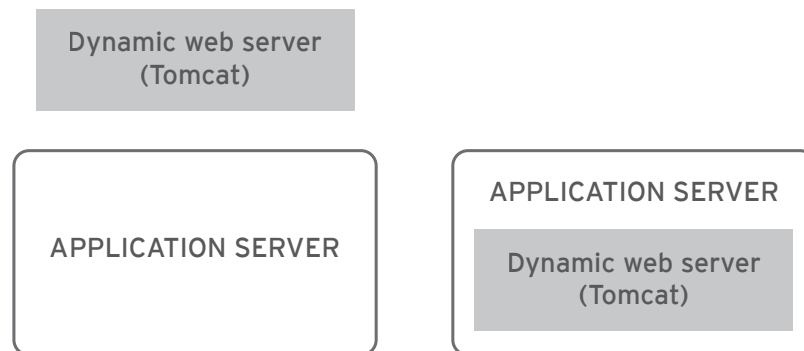 Dynamic web server
(Tomcat)
APPLICATION SERVER
APPLICATION SERVER
Dynamic web server
(Tomcat)